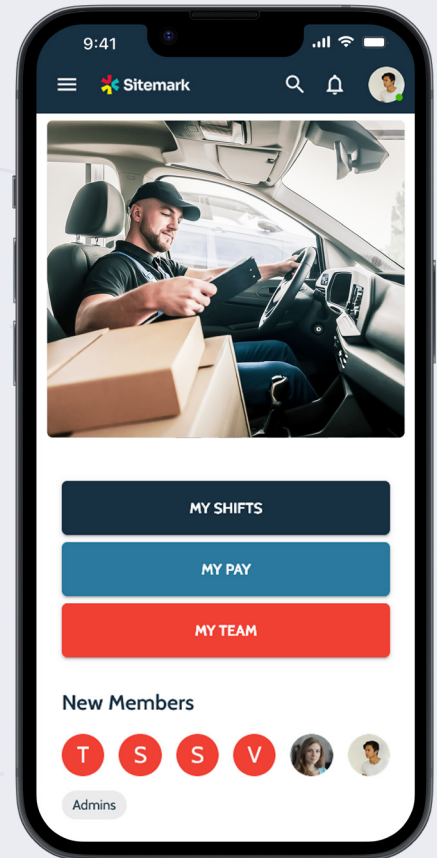 9:41
Sitemark
MY SHIFTS
MY PAY
MY TEAM
New Members
T S S V
Admins